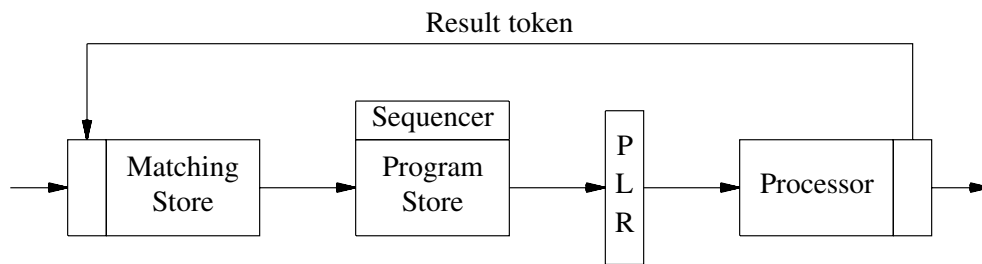 Result token
Matching
Store
Sequencer
Program
Store
P
L
R
Processor